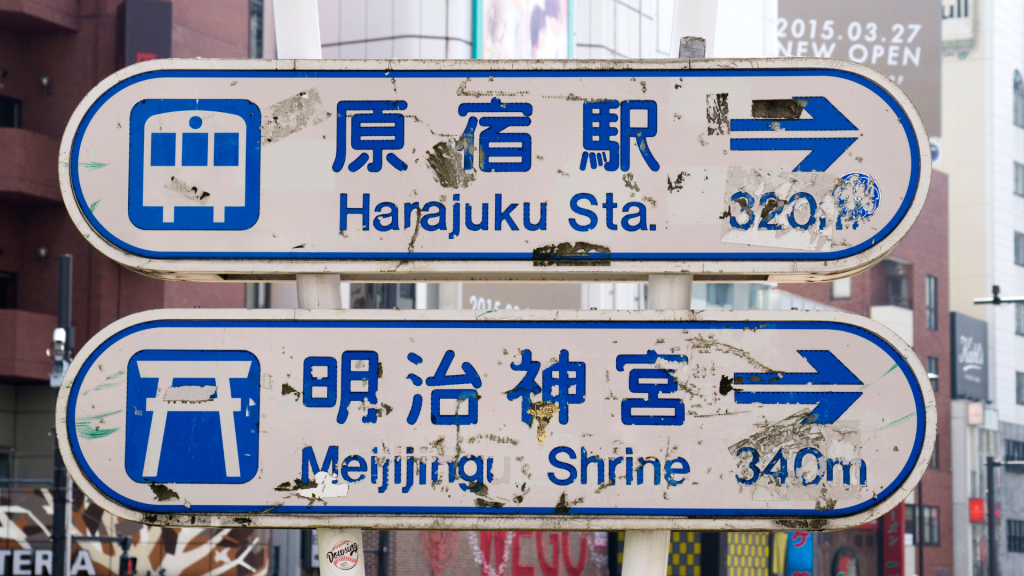 2015.03.27
NEW OPEN
原宿駅
Harajuku Sta.
320m
明治神宮
Meijijingu Shrine
340m